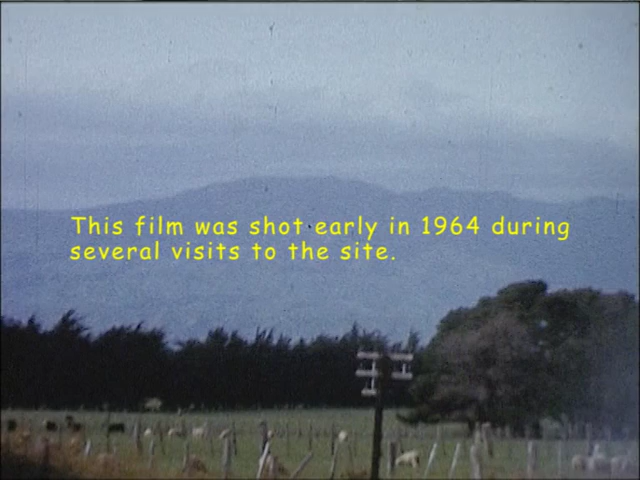 This film was shot early in 1964 during
several visits to the site.